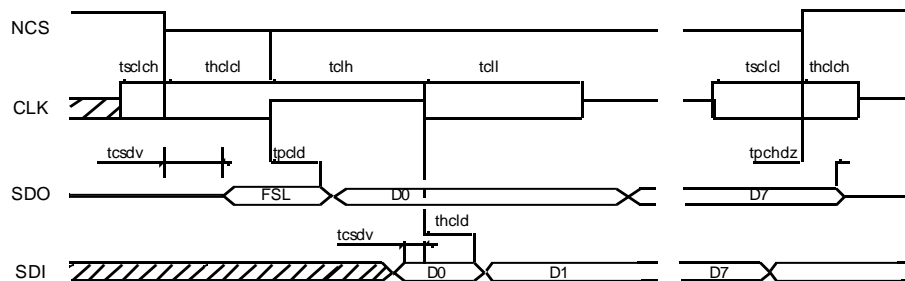 NCS
tsclch thclcl tclh tcll tsclcl thclch
CLK
tcsdv tpcld tpchdz
SDO FSL D0 D7
tcsdv thcld
SDI D0 D1 D7